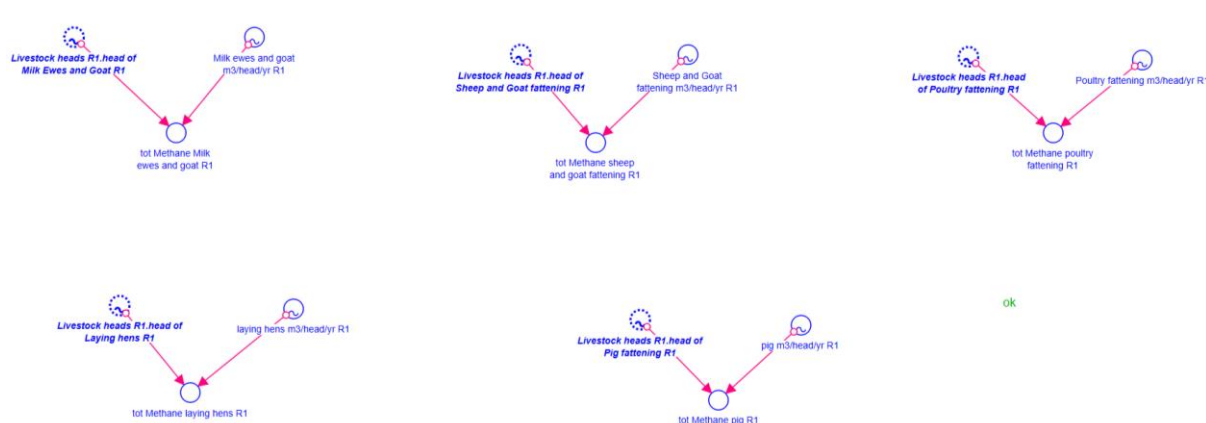 Livestock heads R1.head of
Milk Ewes and Goat R1
Milk ewes and goat
m3/head/yr R1
tot Methane Milk
ewes and goat R1
Livestock heads R1.head of
Sheep and Goat fattening R1
Sheep and Goat
fattening m3/head/yr R1
tot Methane sheep
and goat fattening R1
Livestock heads R1.head
of Poultry fattening R1
Poultry fattening m3/head/yr R1
tot Methane poultry
fattening R1
Livestock heads R1.head of
Laying hens R1
laying hens m3/head/yr R1
tot Methane laying hens R1
Livestock heads R1.head of
Pig fattening R1
pig m3/head/yr R1
tot Methane pig R1
ok